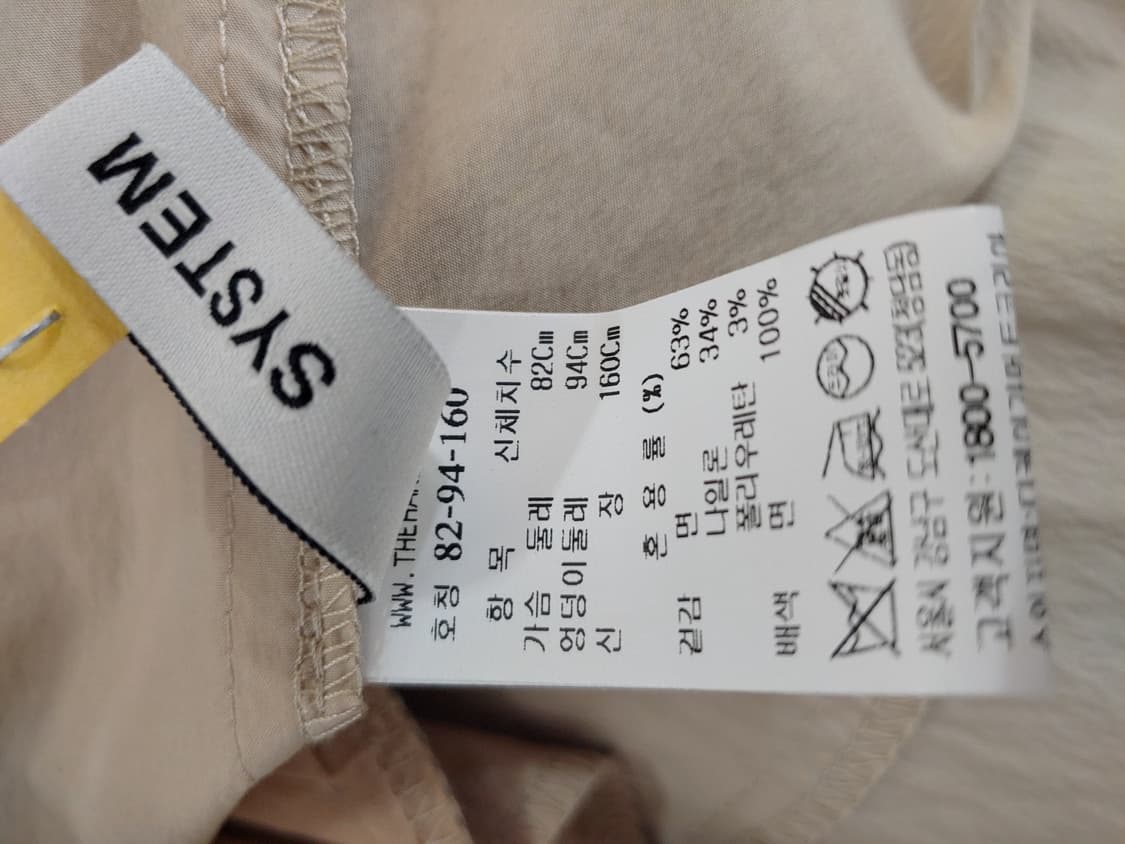 SYSTEM
WWW.THEHA
호칭 82-94-160
항 목 신체치수
가슴 둘레 82Cm
엉덩이둘레 94Cm
신 장 160Cm
혼 용 률 (%)
겉감 면 63%
나일론 34%
폴리우레탄 3%
배색 면 100%
서울시 강남구 도산대로 523(청담동)
고객지원:1800-5700